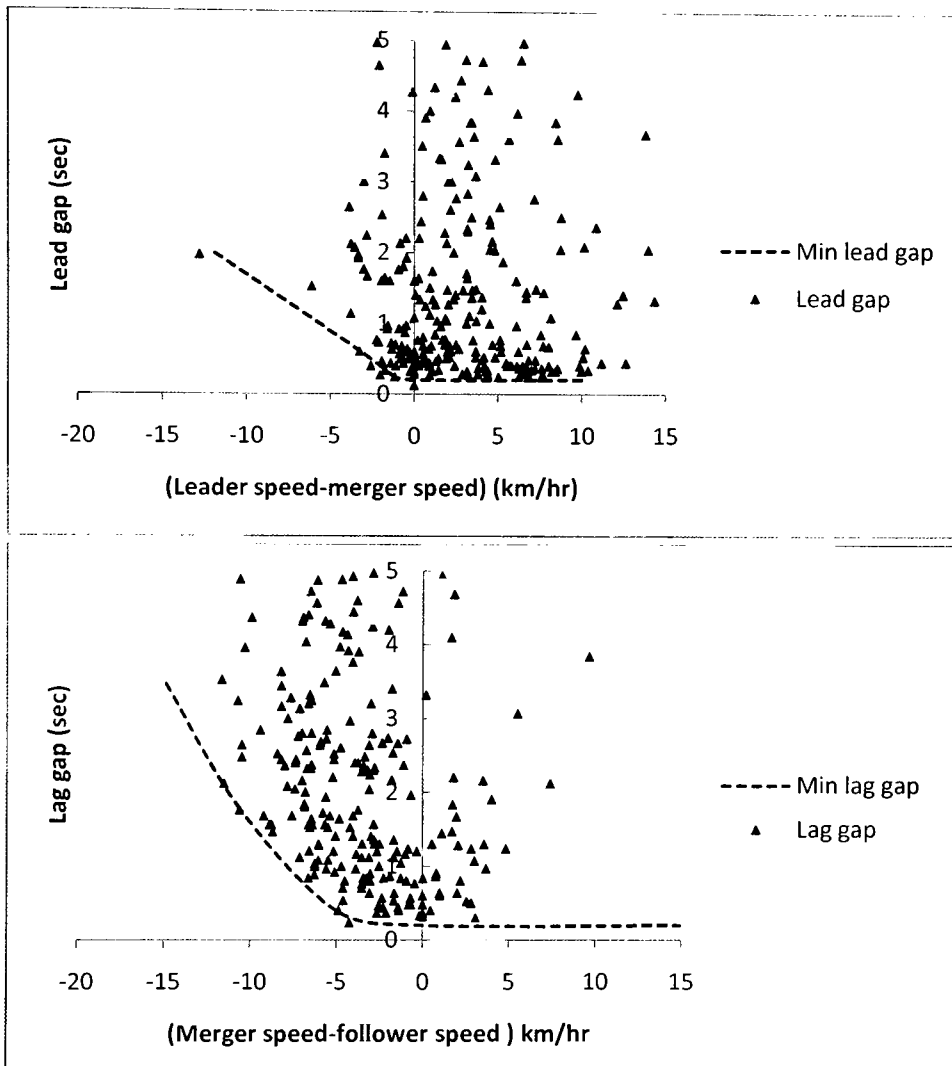 5
4
3
2
1
0
Lead gap (sec)
-20 -15 -10 -5 0 5 10 15
(Leader speed-merger speed) (km/hr)
Min lead gap
Lead gap
5
4
3
2
1
0
Lag gap (sec)
-20 -15 -10 -5 0 5 10 15
(Merger speed-follower speed ) km/hr
Min lag gap
Lag gap